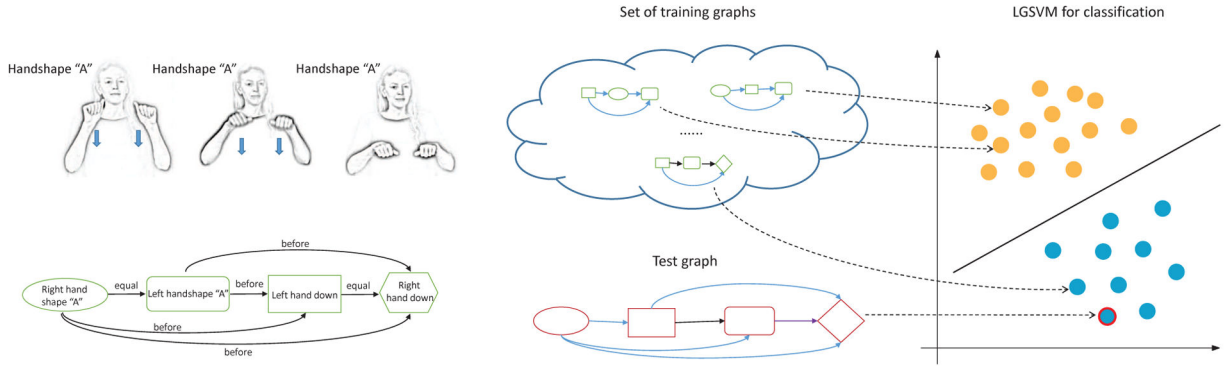 Set of training graphs
LGSVM for classification
Handshape "A"
Handshape "A"
Handshape "A"
......
before
Right hand
shape "A"
equal
Left handshape "A"
before
Left hand down
equal
Right
hand down
before
before
Test graph